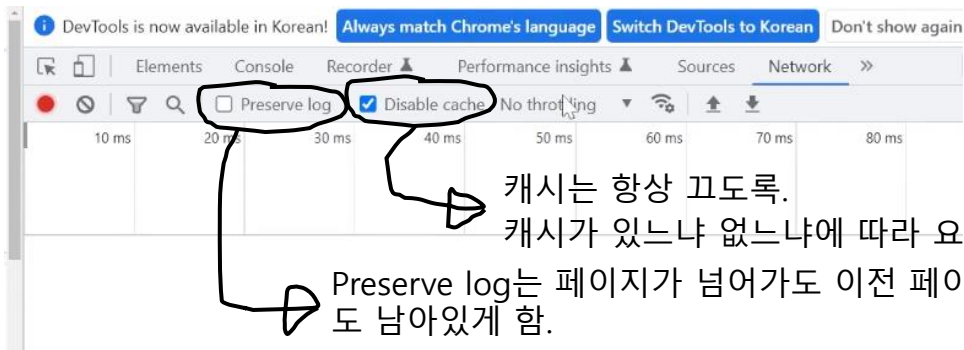 DevTools is now available in Korean! Always match Chrome's language Switch DevTools to Korean Don't show again
Elements Console Recorder Performance insights Sources Network »
Preserve log Disable cache No throttling
10 ms 20 ms 30 ms 40 ms 50 ms 60 ms 70 ms 80 ms
캐시는 항상 끄도록.
캐시가 있느냐 없느냐에 따라 요
Preserve log는 페이지가 넘어가도 이전 페이
도 남아있게 함.